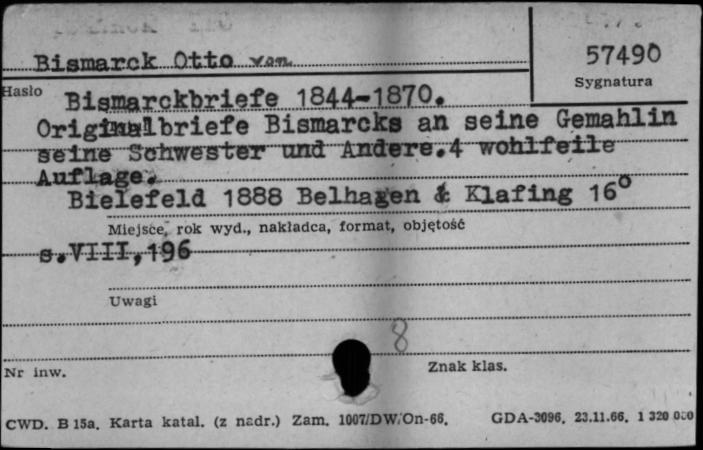 Bismarck Otto von
57490
Sygnatura
Hasło
Bismarckbriefe 1844-1870.
Originalbriefe Bismarcks an seine Gemahlin
seine Schwester und Andere.4 wohlfeile
Auflage.
Bielefeld 1888 Belhagen & Klafing 16°
Miejsce, rok wyd., nakładca, format, objętość
s.VIII,196
Uwagi
8
Nr inw.
Znak klas.
CWD. B 15a. Karta katal. (z nadr.) Zam. 1007/DW/On-66. GDA-3096. 23.11.66. 1 320 000